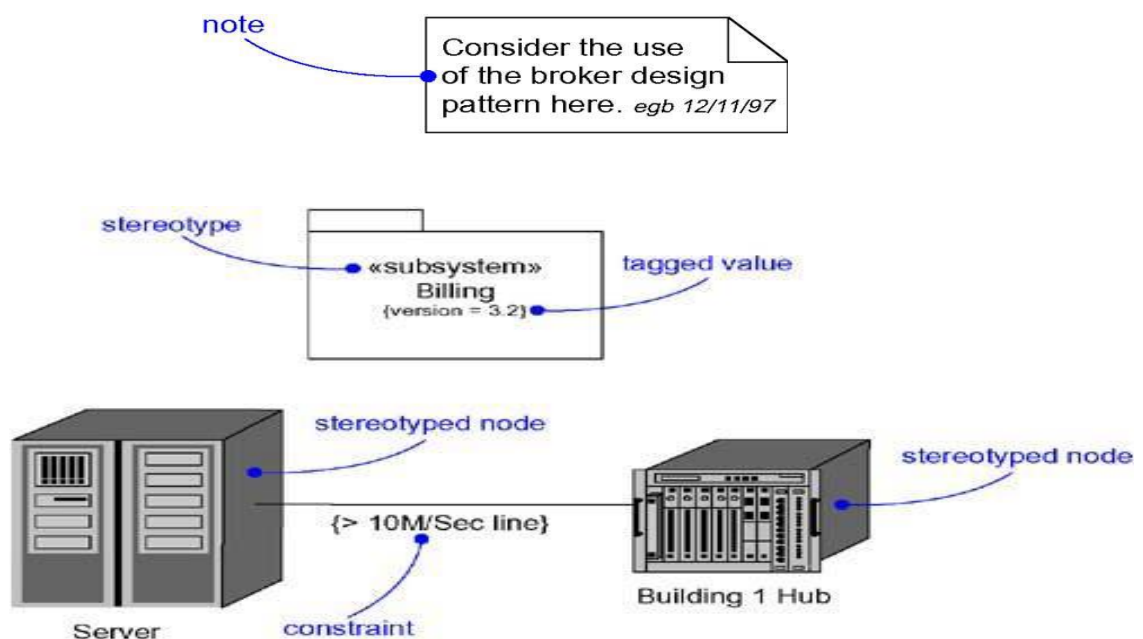 note
Consider the use
of the broker design
pattern here. egb 12/11/97
stereotype
«subsystem»
tagged value
Billing
{version = 3.2}
stereotyped node
stereotyped node
{> 10M/Sec line}
Building 1 Hub
Server
constraint